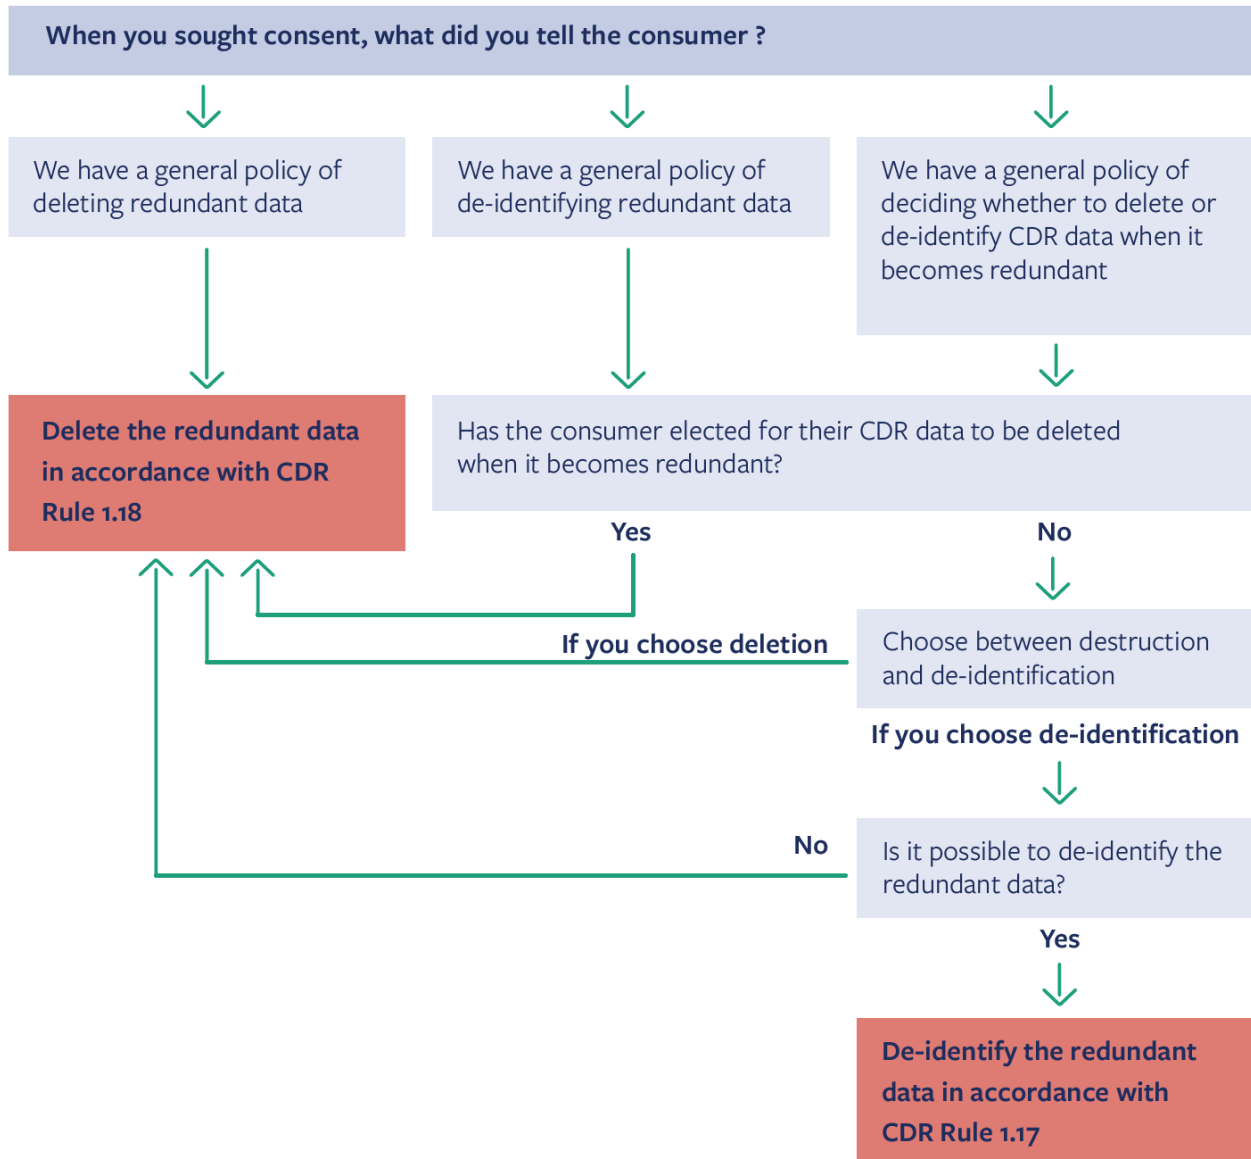 When you sought consent, what did you tell the consumer ?
We have a general policy of
deleting redundant data
We have a general policy of
de-identifying redundant data
We have a general policy of
deciding whether to delete or
de-identify CDR data when it
becomes redundant
Delete the redundant data
in accordance with CDR
Rule 1.18
Has the consumer elected for their CDR data to be deleted
when it becomes redundant?
Yes
No
If you choose deletion
Choose between destruction
and de-identification
If you choose de-identification
No
Is it possible to de-identify the
redundant data?
Yes
De-identify the redundant
data in accordance with
CDR Rule 1.17